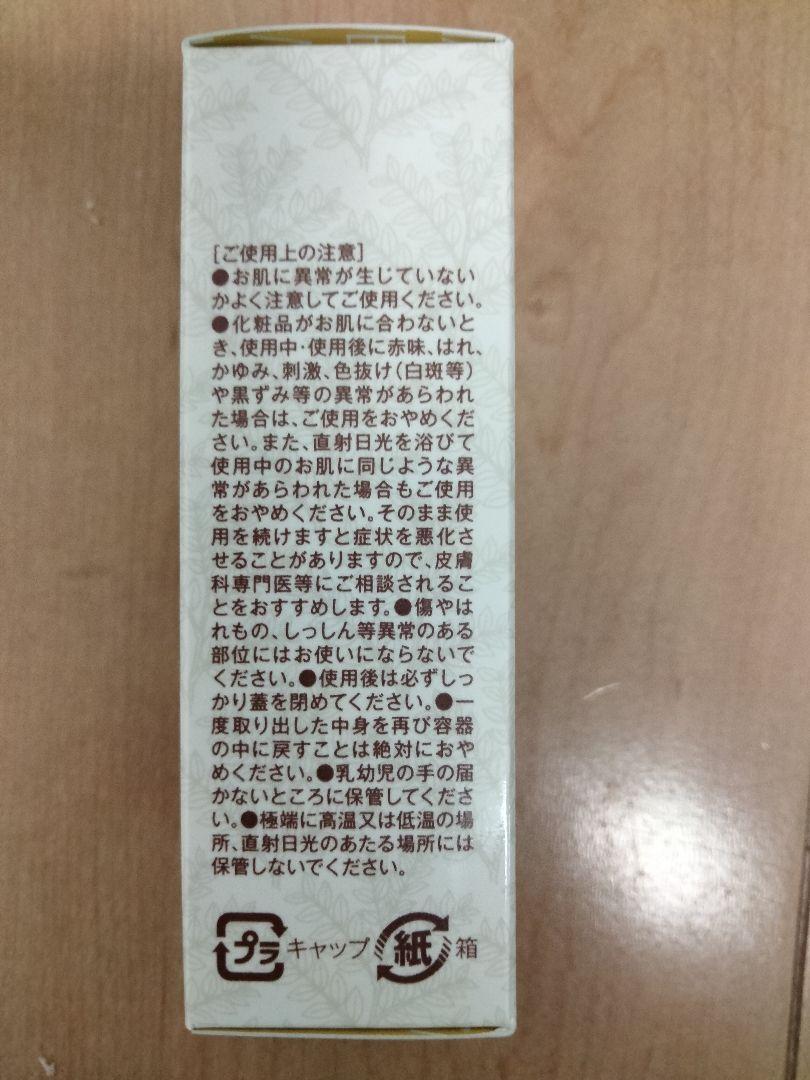 [ご使用上の注意]
●お肌に異常が生じていない
かよく注意してご使用ください。
●化粧品がお肌に合わないと
き、使用中・使用後に赤味、はれ、
かゆみ、刺激、色抜け(白斑等)
や黒ずみ等の異常があらわれ
た場合は、ご使用をおやめくだ
さい。また、直射日光を浴びて
使用中のお肌に同じような異
常があらわれた場合もご使用
をおやめください。そのまま使
用を続けますと症状を悪化さ
せることがありますので、皮膚
科専門医等にご相談されるこ
とをおすすめします。●傷やは
れもの、しっしん等異常のある
部位にはお使いにならないで
ください。●使用後は必ずしっ
かり蓋を閉めてください。●一
度取り出した中身を再び容器
の中に戻すことは絶対におや
めください。●乳幼児の手の届
かないところに保管してくださ
い。●極端に高温又は低温の場
所、直射日光のあたる場所には
保管しないでください。
プラ キャップ 紙 箱